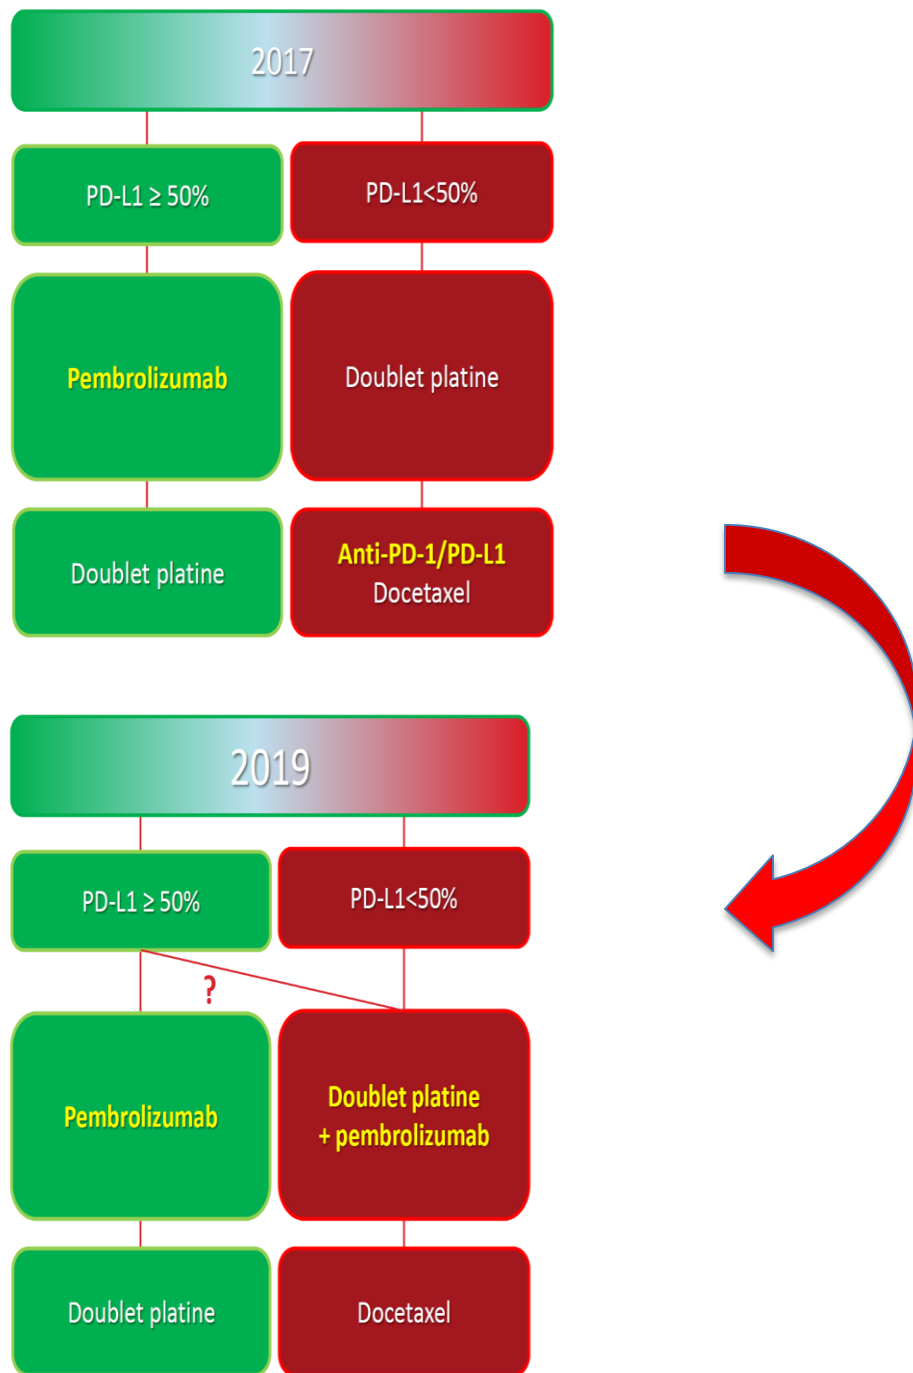 2017
PD-L1 ≥ 50%
PD-L1<50%
Pembrolizumab
Doublet platine
Doublet platine
Anti-PD-1/PD-L1
Docetaxel
2019
PD-L1 ≥ 50%
PD-L1<50%
?
Pembrolizumab
Doublet platine
+ pembrolizumab
Doublet platine
Docetaxel